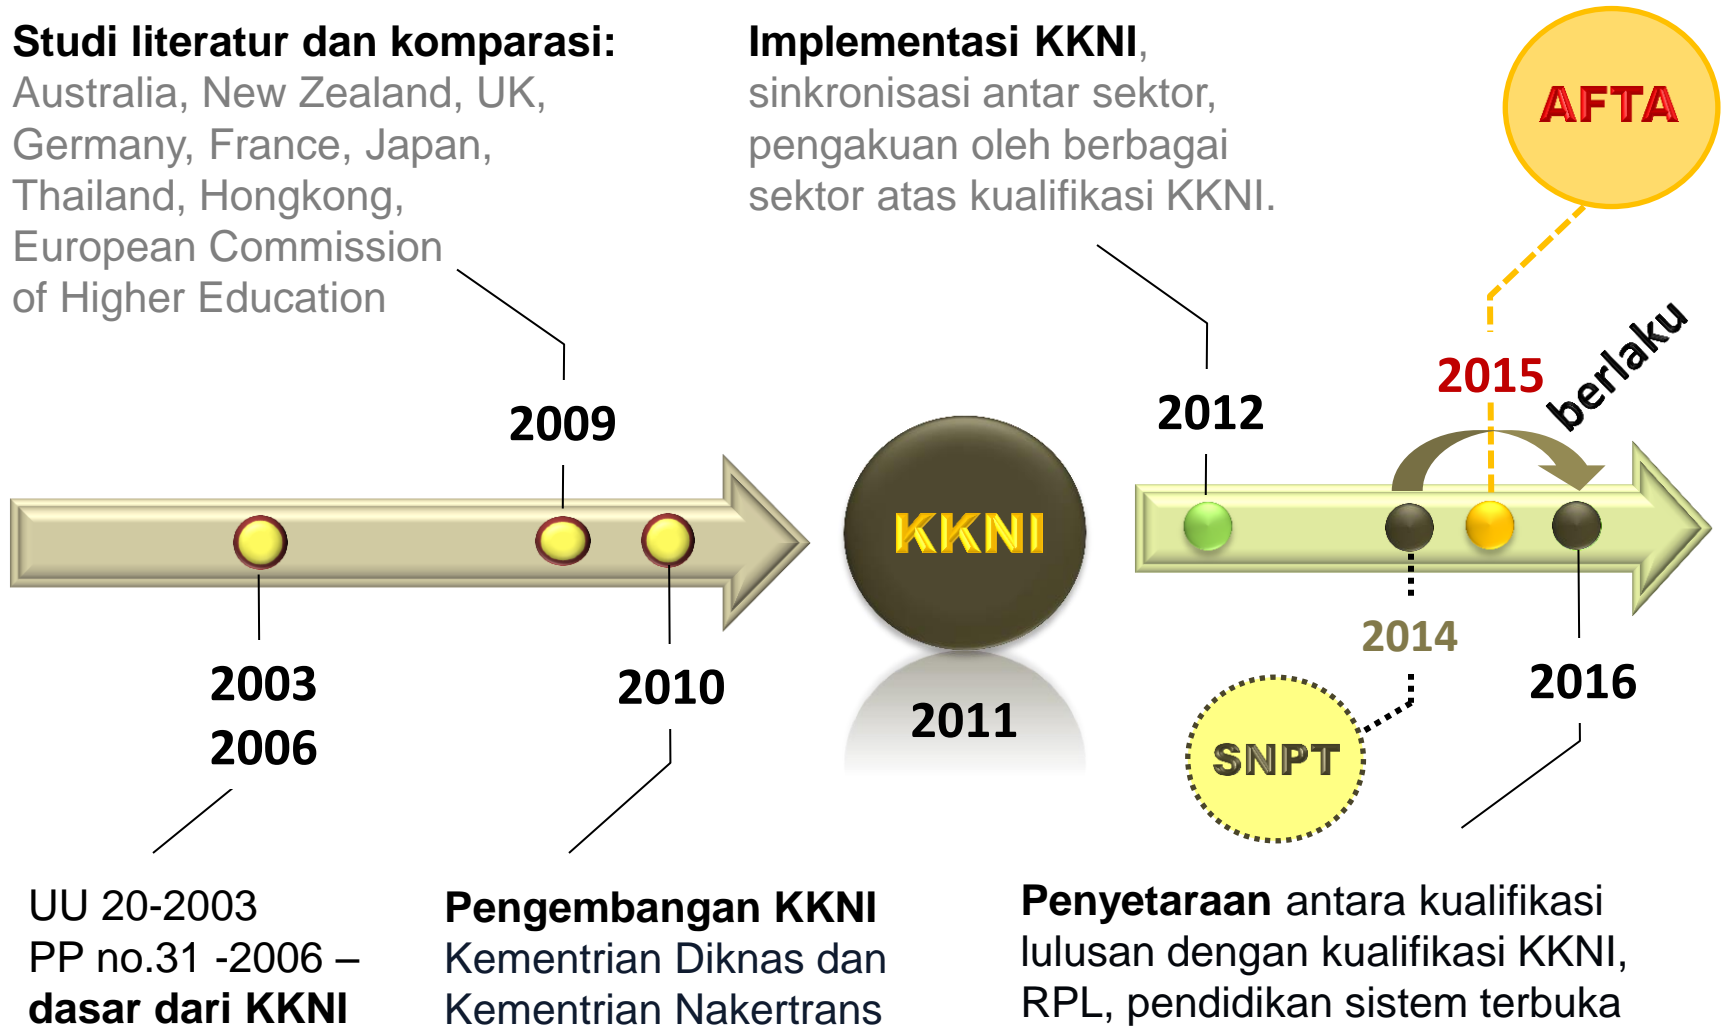 Studi literatur dan komparasi:
Australia, New Zealand, UK,
Germany, France, Japan,
Thailand, Hongkong,
European Commission
of Higher Education
Implementasi KKNI,
sinkronisasi antar sektor,
pengakuan oleh berbagai
sektor atas kualifikasi KKNI.
AFTA
2009
2012
2015
berlaku
KKNI
2003
2006
2010
2011
2014
2016
SNPT
UU 20-2003
PP no.31 -2006 –
dasar dari KKNI
Pengembangan KKNI
Kementrian Diknas dan
Kementrian Nakertrans
Penyetaraan antara kualifikasi
lulusan dengan kualifikasi KKNI,
RPL, pendidikan sistem terbuka